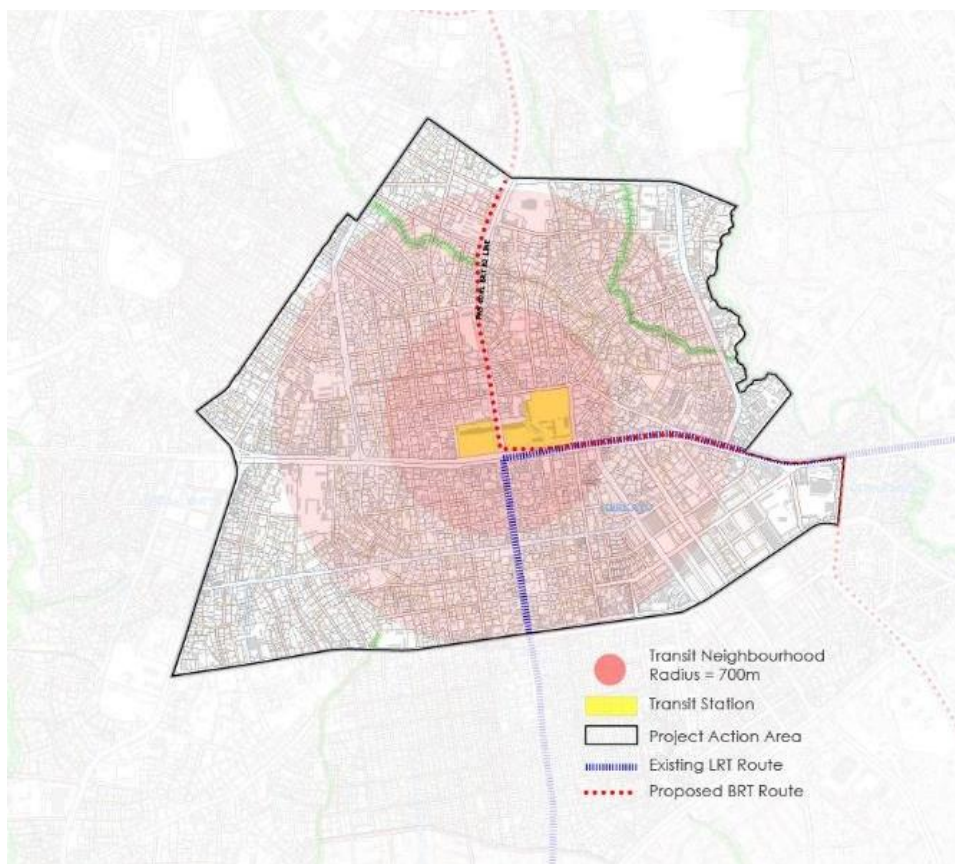 Transit Neighbourhood
Radius = 700m
Transit Station
Project Action Area
Existing LRT Route
Proposed BRT Route